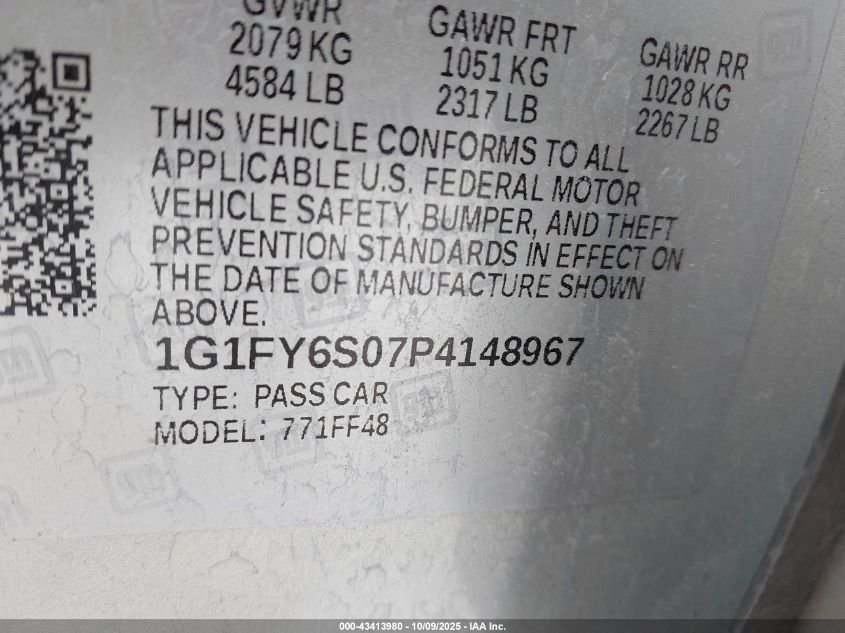 GVWR GAWR FRT GAWR RR
2079 KG 1051 KG 1028 KG
4584 LB 2317 LB 2267 LB
THIS VEHICLE CONFORMS TO ALL
APPLICABLE U.S. FEDERAL MOTOR
VEHICLE SAFETY, BUMPER, AND THEFT
PREVENTION STANDARDS IN EFFECT ON
THE DATE OF MANUFACTURE SHOWN
ABOVE.
1G1FY6S07P4148967
TYPE: PASS CAR
MODEL: 771FF48
000-43413980 - 10/09/2025 - IAA Inc.